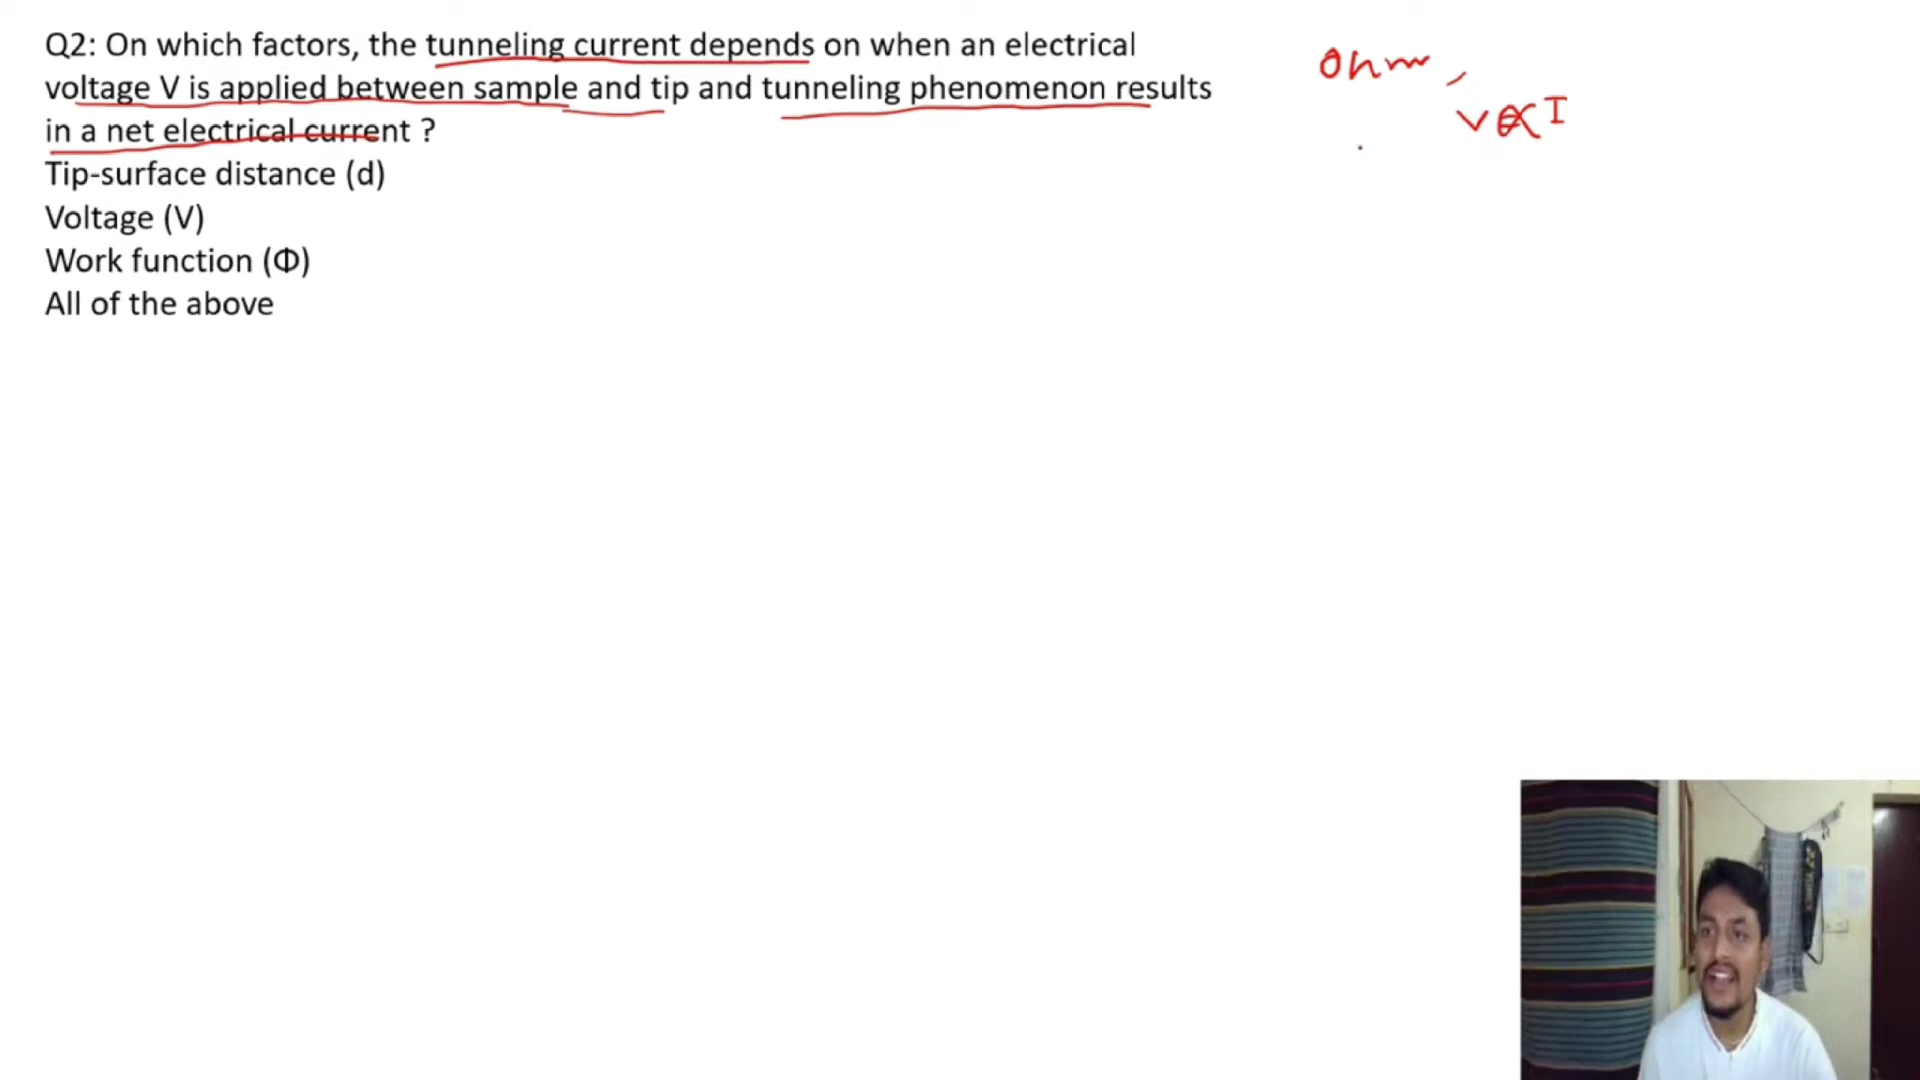 Q2: On which factors, the tunneling current depends on when an electrical
voltage V is applied between sample and tip and tunneling phenomenon results
in a net electrical current ?
Tip-surface distance (d)
Voltage (V)
Work function (Φ)
All of the above
Ohm,
V ∝ I